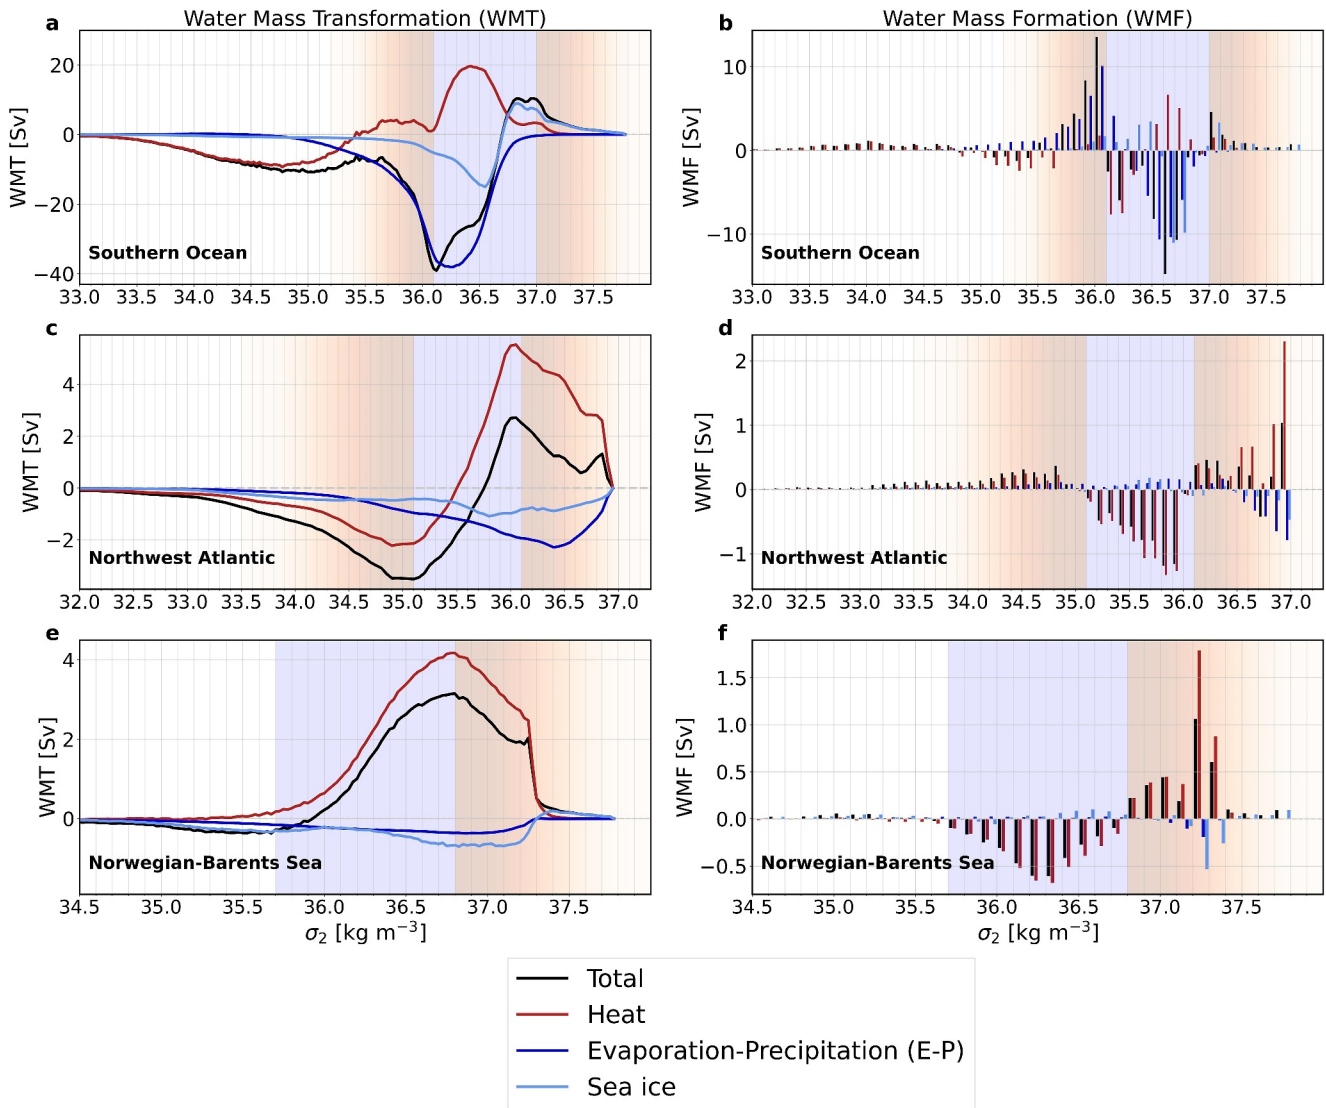 a
Water Mass Transformation (WMT)
WMT [Sv]
20
0
−20
−40
Southern Ocean
33.0 33.5 34.0 34.5 35.0 35.5 36.0 36.5 37.0 37.5
b
Water Mass Formation (WMF)
WMF [Sv]
10
0
−10
Southern Ocean
33.0 33.5 34.0 34.5 35.0 35.5 36.0 36.5 37.0 37.5
c
WMT [Sv]
4
2
0
−2
Northwest Atlantic
32.0 32.5 33.0 33.5 34.0 34.5 35.0 35.5 36.0 36.5 37.0
d
WMF [Sv]
2
1
0
−1
Northwest Atlantic
32.0 32.5 33.0 33.5 34.0 34.5 35.0 35.5 36.0 36.5 37.0
e
WMT [Sv]
4
2
0
Norwegian-Barents Sea
34.5 35.0 35.5 36.0 36.5 37.0 37.5
σ₂ [kg m⁻³]
f
WMF [Sv]
1.5
1.0
0.5
0.0
−0.5
Norwegian-Barents Sea
34.5 35.0 35.5 36.0 36.5 37.0 37.5
σ₂ [kg m⁻³]
Total
Heat
Evaporation-Precipitation (E-P)
Sea ice